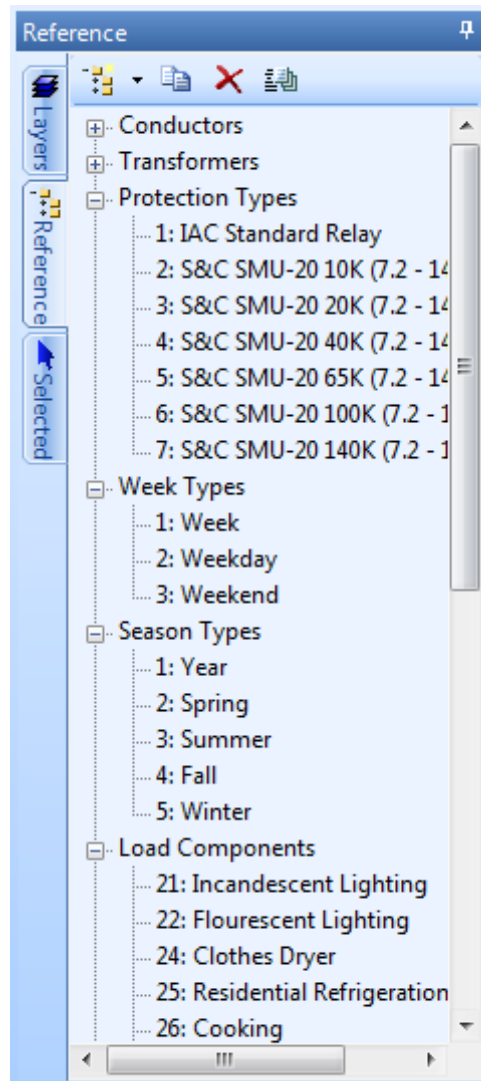 Reference
Layers
Reference
Selected
Conductors
Transformers
Protection Types
1: IAC Standard Relay
2: S&C SMU-20 10K (7.2 - 14
3: S&C SMU-20 20K (7.2 - 14
4: S&C SMU-20 40K (7.2 - 14
5: S&C SMU-20 65K (7.2 - 14
6: S&C SMU-20 100K (7.2 - 1
7: S&C SMU-20 140K (7.2 - 1
Week Types
1: Week
2: Weekday
3: Weekend
Season Types
1: Year
2: Spring
3: Summer
4: Fall
5: Winter
Load Components
21: Incandescent Lighting
22: Flourescent Lighting
24: Clothes Dryer
25: Residential Refrigeration
26: Cooking